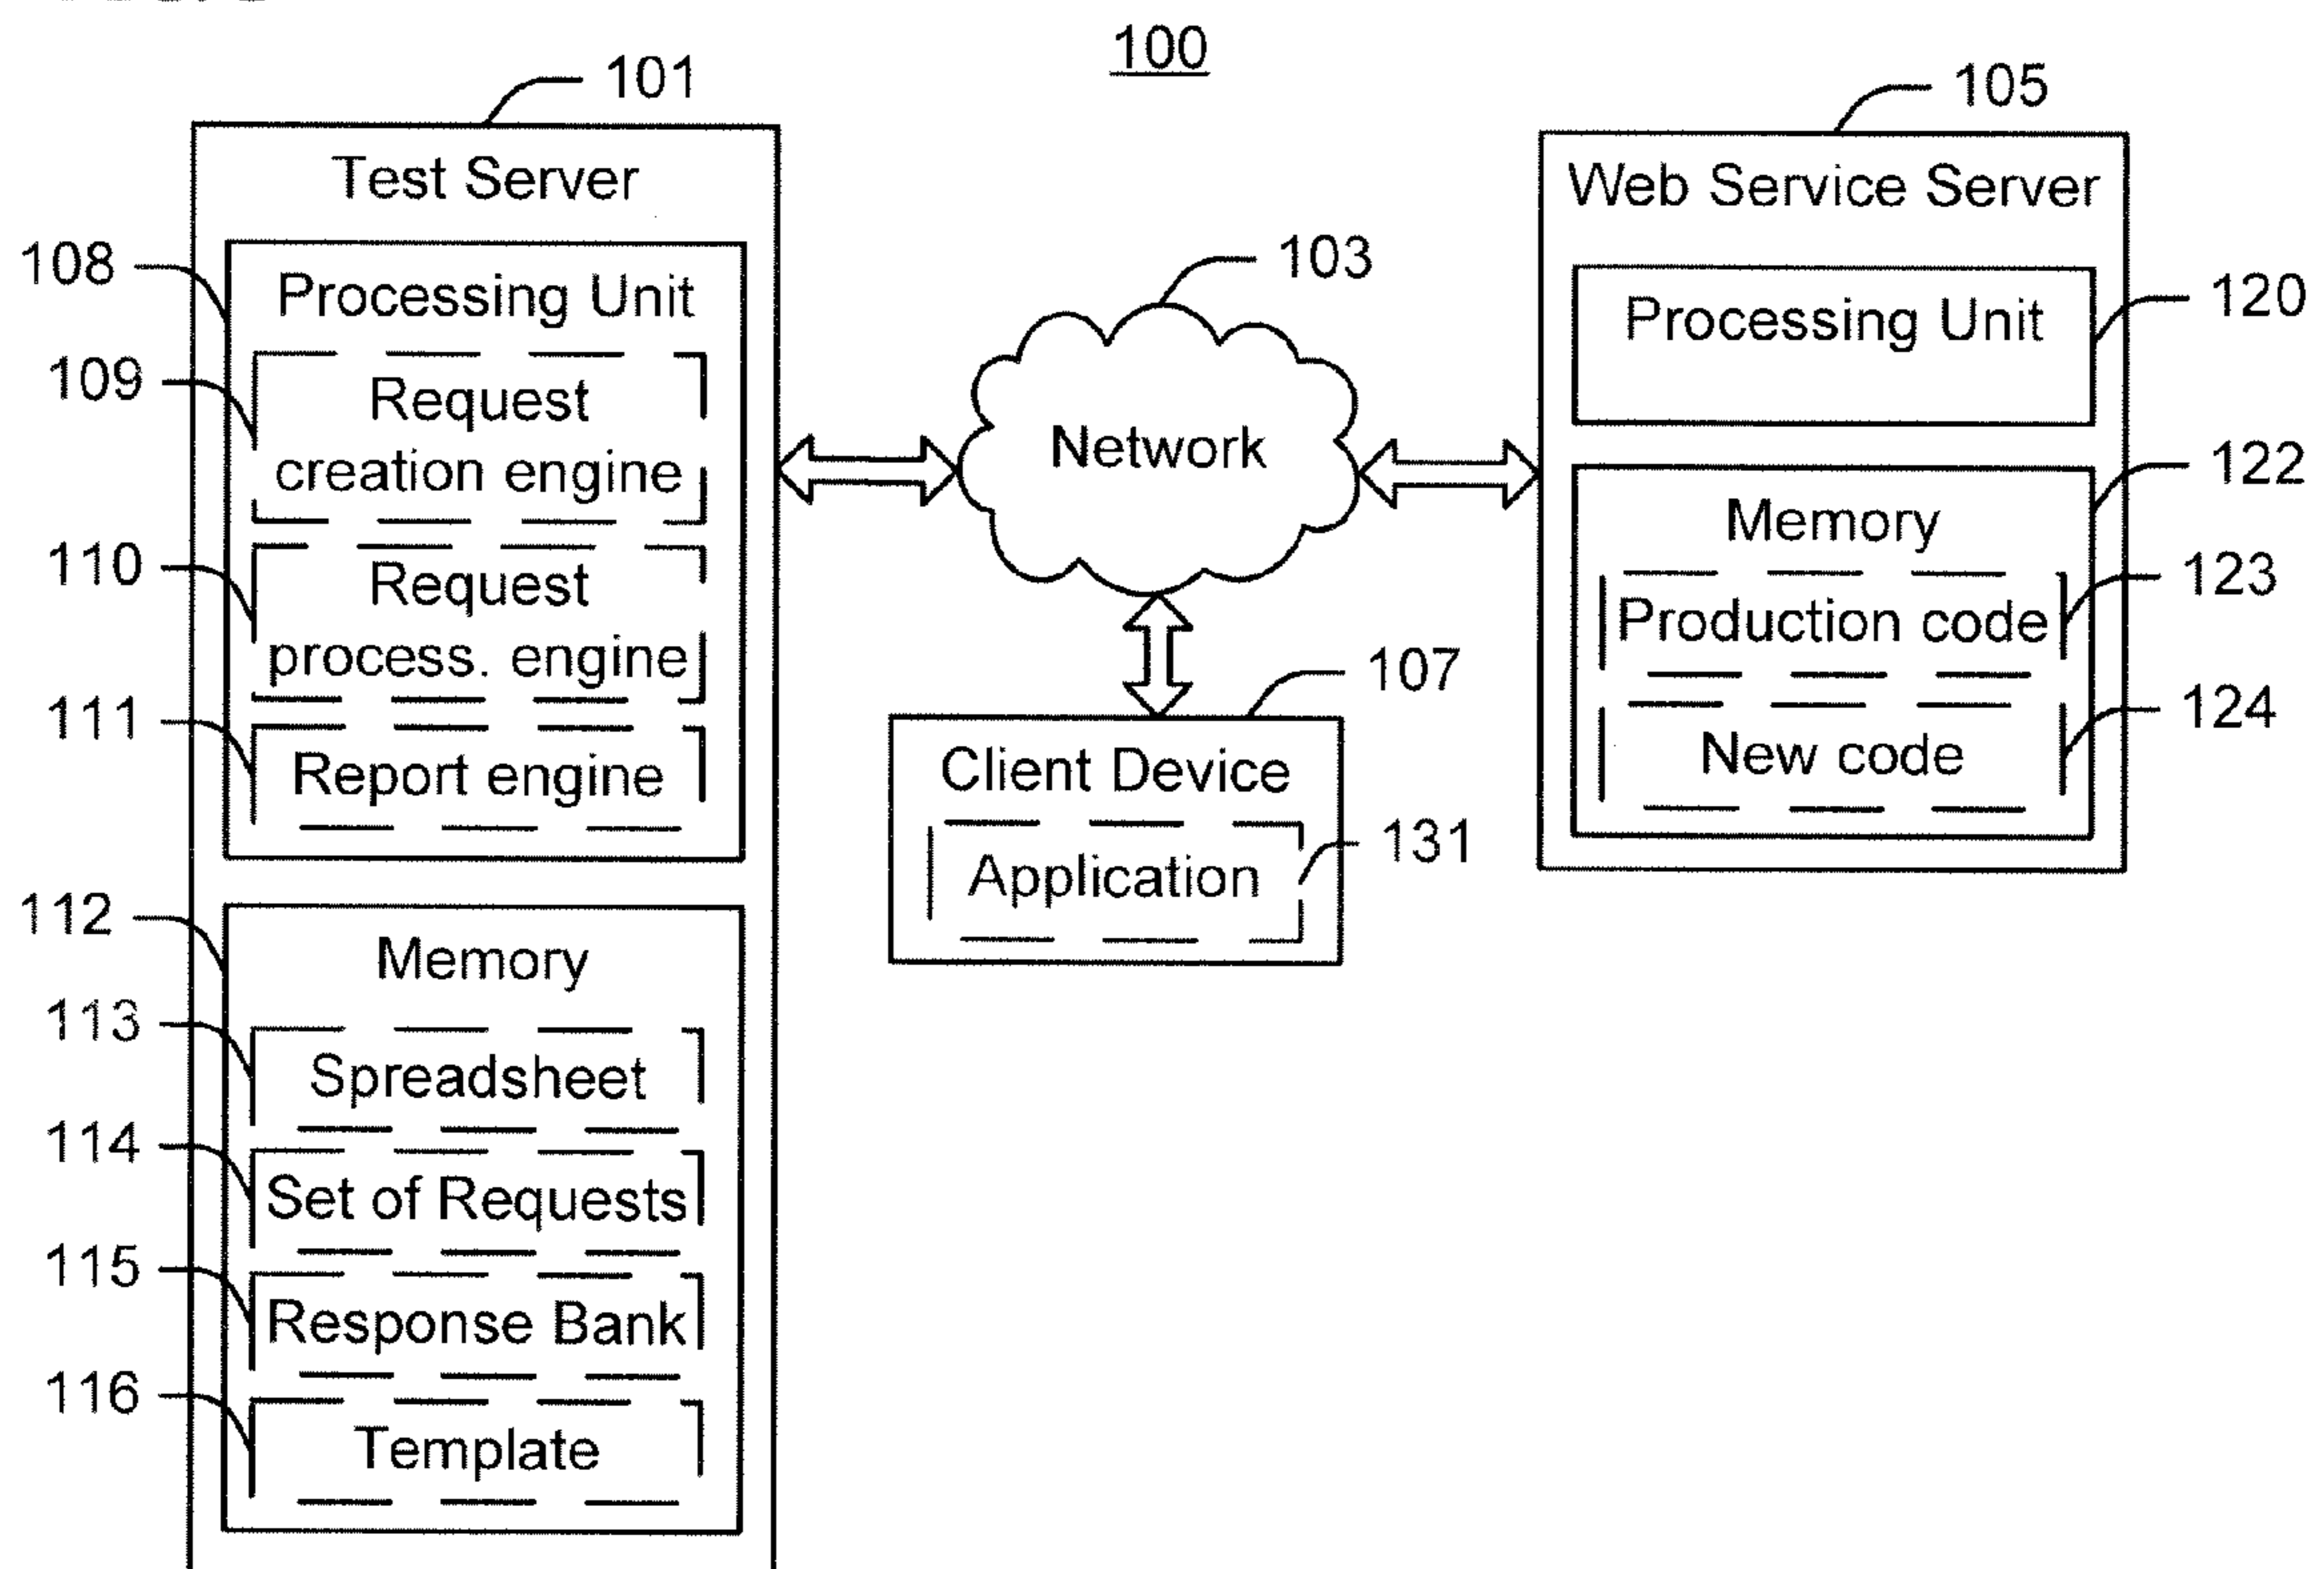 100
101
Test Server
108
Processing Unit
109
Request
creation engine
110
Request
process. engine
111
Report engine
112
Memory
113
Spreadsheet
114
Set of Requests
115
Response Bank
116
Template
103
Network
107
Client Device
131
Application
105
Web Service Server
120
Processing Unit
122
Memory
123
Production code
124
New code